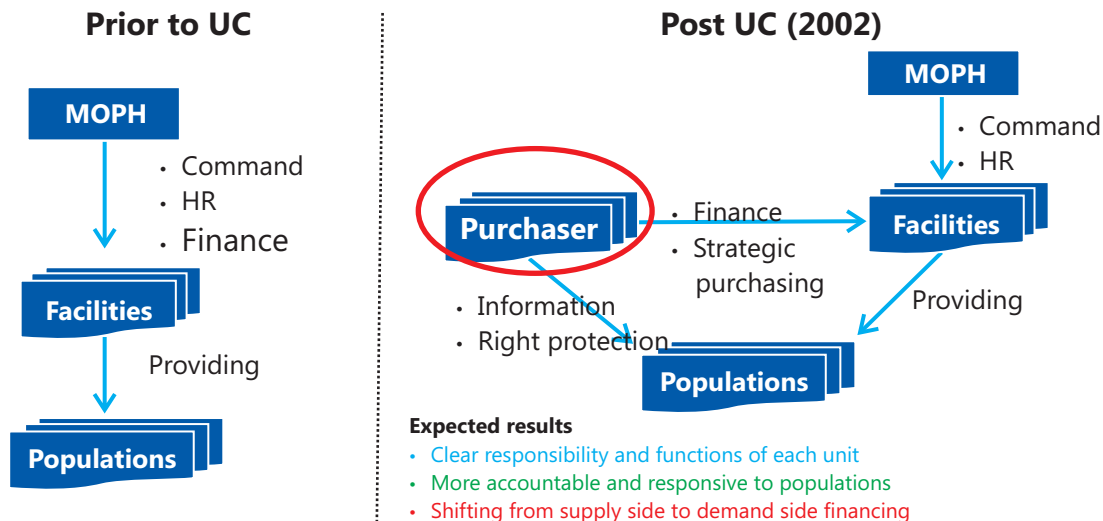 Prior to UC
MOPH
• Command
• HR
• Finance
Facilities
Providing
Populations
Post UC (2002)
MOPH
• Command
• HR
Purchaser
• Finance
• Strategic
purchasing
Facilities
• Information
• Right protection
Providing
Populations
Expected results
• Clear responsibility and functions of each unit
• More accountable and responsive to populations
• Shifting from supply side to demand side financing